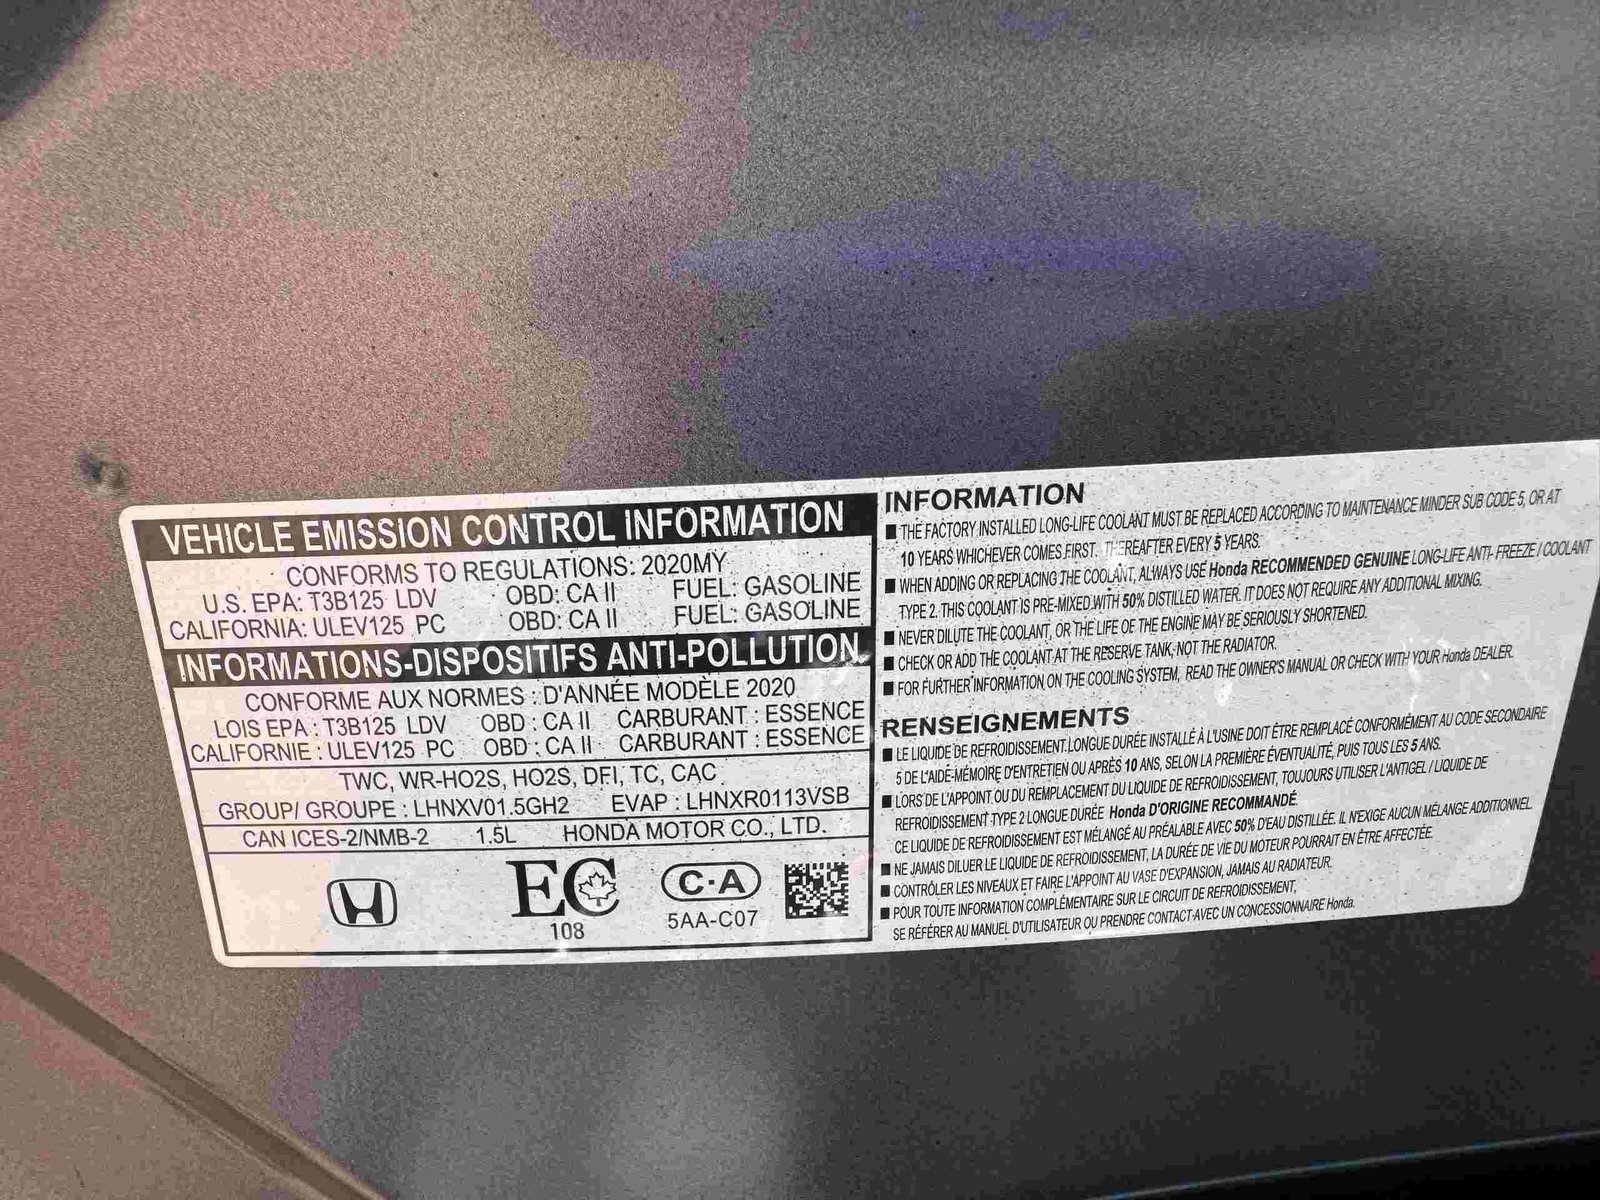 VEHICLE EMISSION CONTROL INFORMATION
CONFORMS TO REGULATIONS: 2020MY
U.S. EPA: T3B125 LDV OBD: CA II FUEL: GASOLINE
CALIFORNIA: ULEV125 PC OBD: CA II FUEL: GASOLINE
INFORMATIONS-DISPOSITIFS ANTI-POLLUTION
CONFORME AUX NORMES : D'ANNÉE MODÈLE 2020
LOIS EPA : T3B125 LDV OBD : CA II CARBURANT : ESSENCE
CALIFORNIE : ULEV125 PC OBD : CA II CARBURANT : ESSENCE
TWC, WR-HO2S, HO2S, DFI, TC, CAC
GROUP/ GROUPE : LHNXV01.5GH2 EVAP : LHNXR0113VSB
CAN ICES-2/NMB-2 1.5L HONDA MOTOR CO., LTD.
EC
108
C·A
5AA-C07
INFORMATION
■ THE FACTORY INSTALLED LONG-LIFE COOLANT MUST BE REPLACED ACCORDING TO MAINTENANCE MINDER SUB CODE 5, OR AT
10 YEARS WHICHEVER COMES FIRST. THEREAFTER EVERY 5 YEARS.
■ WHEN ADDING OR REPLACING THE COOLANT, ALWAYS USE Honda RECOMMENDED GENUINE LONG-LIFE ANTI-FREEZE / COOLANT
TYPE 2. THIS COOLANT IS PRE-MIXED WITH 50% DISTILLED WATER. IT DOES NOT REQUIRE ANY ADDITIONAL MIXING.
■ NEVER DILUTE THE COOLANT, OR THE LIFE OF THE ENGINE MAY BE SERIOUSLY SHORTENED.
■ CHECK OR ADD THE COOLANT AT THE RESERVE TANK, NOT THE RADIATOR.
■ FOR FURTHER INFORMATION ON THE COOLING SYSTEM, READ THE OWNER'S MANUAL OR CHECK WITH YOUR Honda DEALER.
RENSEIGNEMENTS
■ LE LIQUIDE DE REFROIDISSEMENT LONGUE DURÉE INSTALLÉ À L'USINE DOIT ÊTRE REMPLACÉ CONFORMÉMENT AU CODE SECONDAIRE
5 DE L'AIDE-MÉMOIRE D'ENTRETIEN OU APRÈS 10 ANS, SELON LA PREMIÈRE ÉVENTUALITÉ, PUIS TOUS LES 5 ANS.
■ LORS DE L'APPOINT OU DU REMPLACEMENT DU LIQUIDE DE REFROIDISSEMENT, TOUJOURS UTILISER L'ANTIGEL / LIQUIDE DE
REFROIDISSEMENT TYPE 2 LONGUE DURÉE Honda D'ORIGINE RECOMMANDÉ.
CE LIQUIDE DE REFROIDISSEMENT EST MÉLANGÉ AU PRÉALABLE AVEC 50% D'EAU DISTILLÉE. IL N'EXIGE AUCUN MÉLANGE ADDITIONNEL.
■ NE JAMAIS DILUER LE LIQUIDE DE REFROIDISSEMENT, LA DURÉE DE VIE DU MOTEUR POURRAIT EN ÊTRE AFFECTÉE.
■ CONTRÔLER LES NIVEAUX ET FAIRE L'APPOINT AU VASE D'EXPANSION, JAMAIS AU RADIATEUR.
■ POUR TOUTE INFORMATION COMPLÉMENTAIRE SUR LE CIRCUIT DE REFROIDISSEMENT,
SE RÉFÉRER AU MANUEL D'UTILISATEUR OU PRENDRE CONTACT AVEC UN CONCESSIONNAIRE Honda.